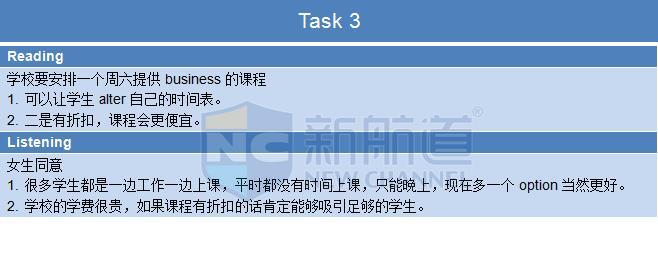 Task 3
Reading
学校要安排一个周六提供 business 的课程
1. 可以让学生 alter 自己的时间表。
2. 二是有折扣，课程会更便宜。
Listening
女生同意
1. 很多学生都是一边工作一边上课，平时都没有时间上课，只能晚上，现在多一个 option 当然更好。
2. 学校的学费很贵，如果课程有折扣的话肯定能够吸引足够的学生。
NC 新航道®
NEW CHANNEL